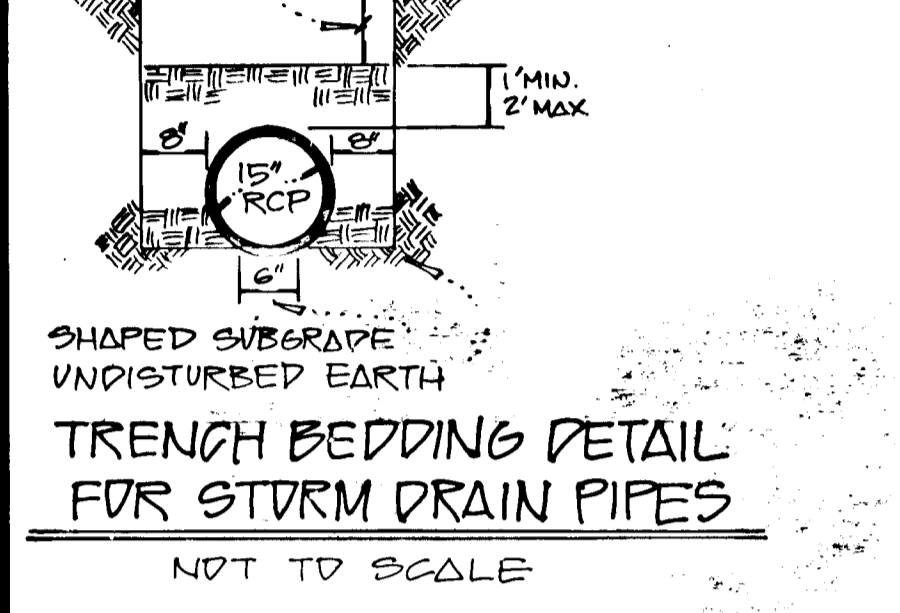 1' MIN.
2' MAX
8" 8"
15"
RCP
6"
SHAPED SUBGRADE
UNDISTURBED EARTH
TRENCH BEDDING DETAIL
FOR STORM DRAIN PIPES
NOT TO SCALE